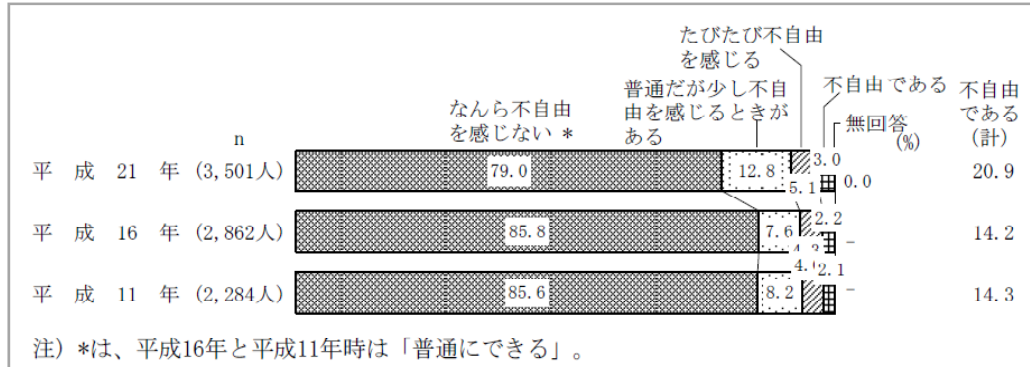 たびたび不自由
を感じる
普通だが少し不自
由を感じるときが
ある
なんら不自由
を感じない *
不自由である
無回答
(%)
不自由
である
(計)
n
平 成 21 年 (3,501人) 79.0 12.8 5.1 3.0 0.0 20.9
平 成 16 年 (2,862人) 85.8 7.6 4.3 2.2 - 14.2
平 成 11 年 (2,284人) 85.6 8.2 2.1 - 14.3
注) *は、平成16年と平成11年時は「普通にできる」。